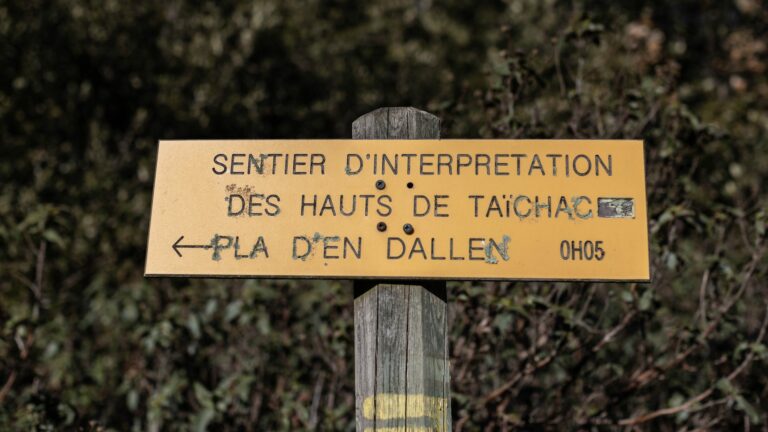 SENTIER D'INTERPRETATION
DES HAUTS DE TAÏCHAC
← PLA D'EN DALLEN 0H05